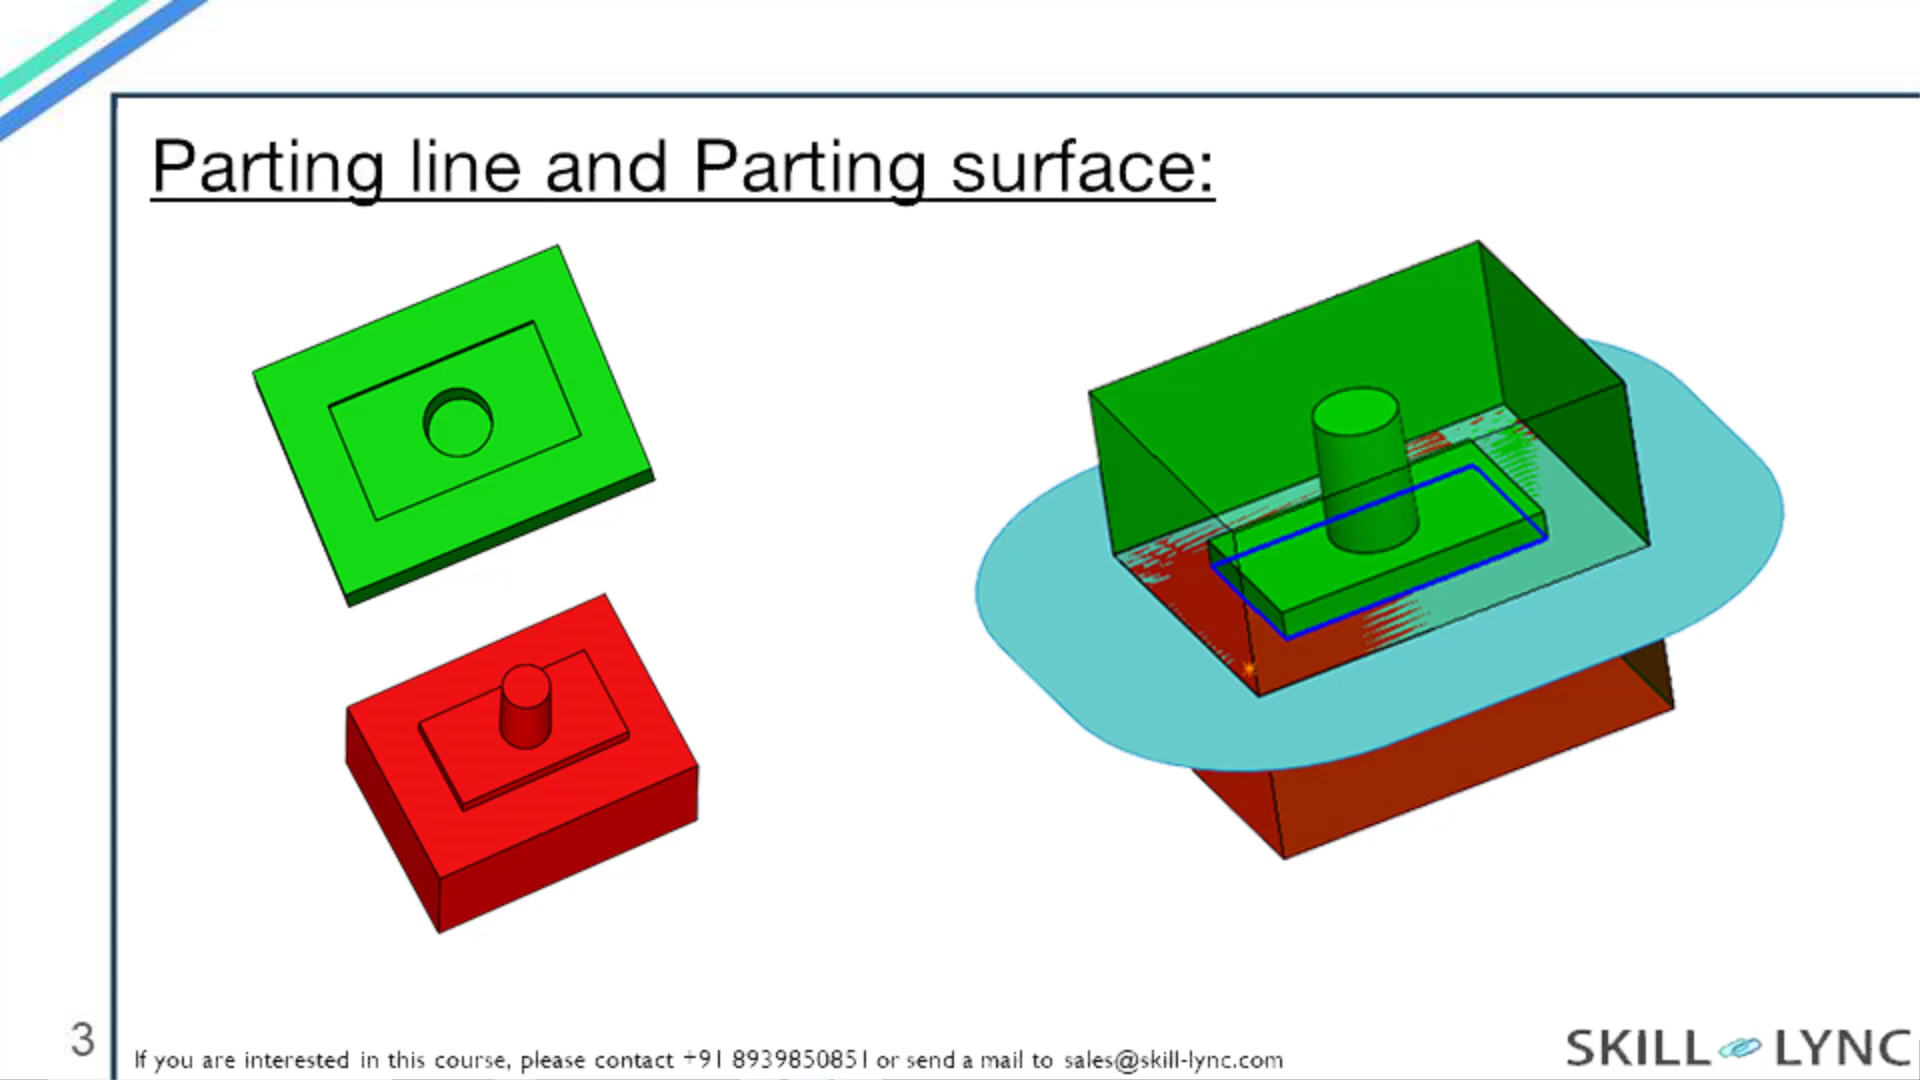 Parting line and Parting surface:
3
If you are interested in this course, please contact +91 8939850851 or send a mail to sales@skill-lync.com
SKILL LYNC